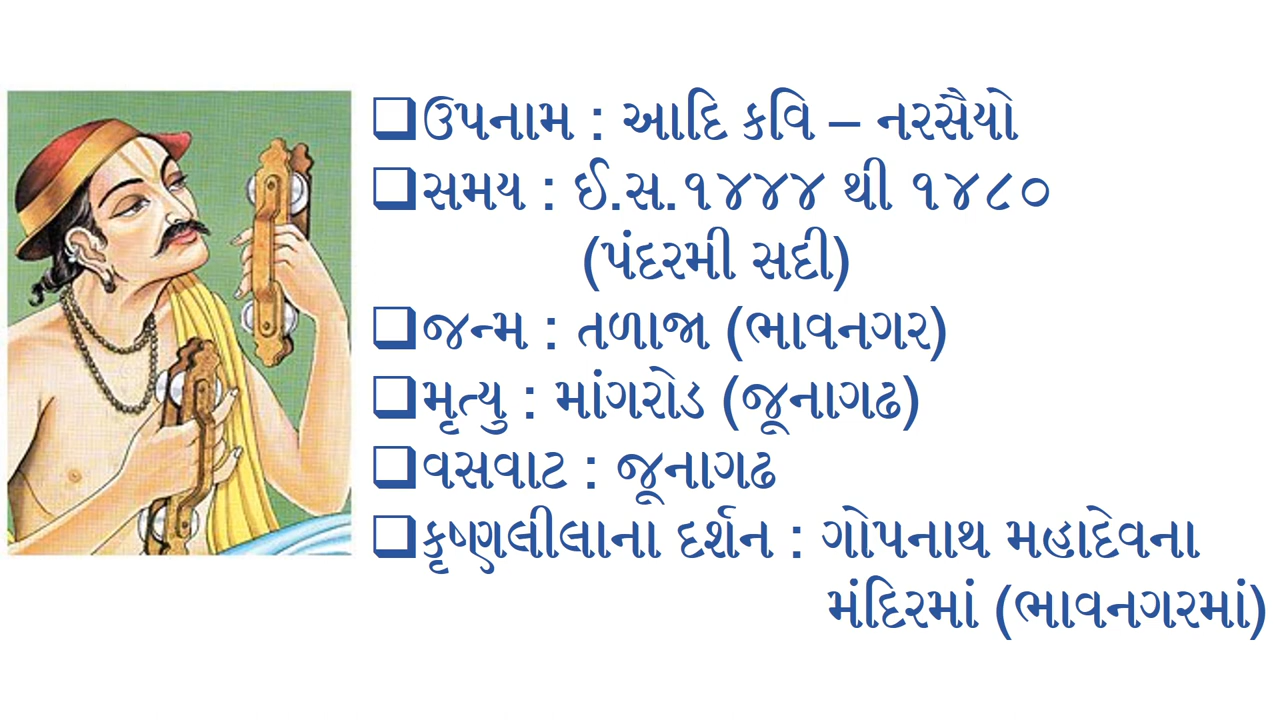 ❑ઉપનામ : આદિ કવિ – નરસૈયો
❑સમય : ઈ.સ.૧૪૪૪ થી ૧૪૮૦
(પંદરમી સદી)
❑જન્મ : તળાજા (ભાવનગર)
❑મૃત્યુ : માંગરોડ (જૂનાગઢ)
❑વસવાટ : જૂનાગઢ
❑કૃષ્ણલીલાના દર્શન : ગોપનાથ મહાદેવના
મંદિરમાં (ભાવનગરમાં)